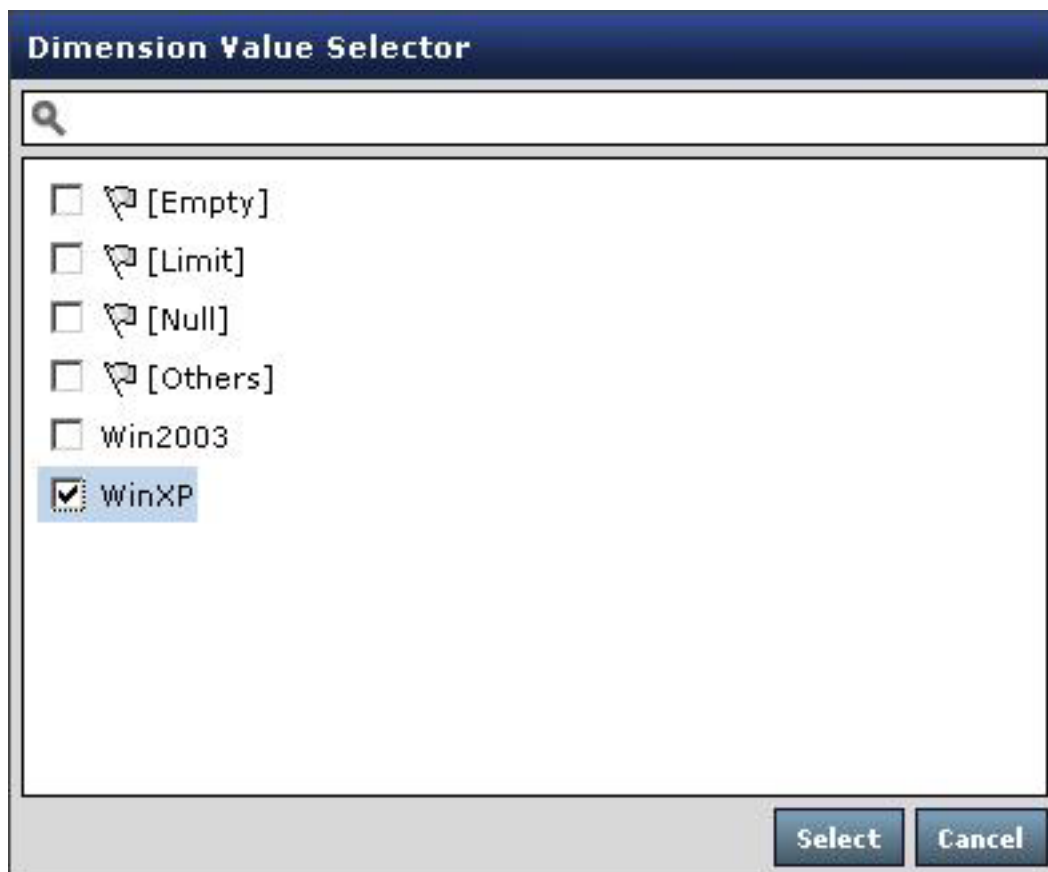 Dimension Value Selector
[Empty]
[Limit]
[Null]
[Others]
Win2003
WinXP
Select Cancel